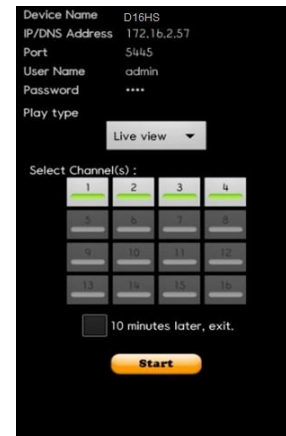 Device Name D16HS
IP/DNS Address 172.16.2.57
Port 5445
User Name admin
Password ••••
Play type
Live view
Select Channel(s) :
1 2 3 4
5 6 7 8
9 10 11 12
13 14 15 16
10 minutes later, exit.
Start